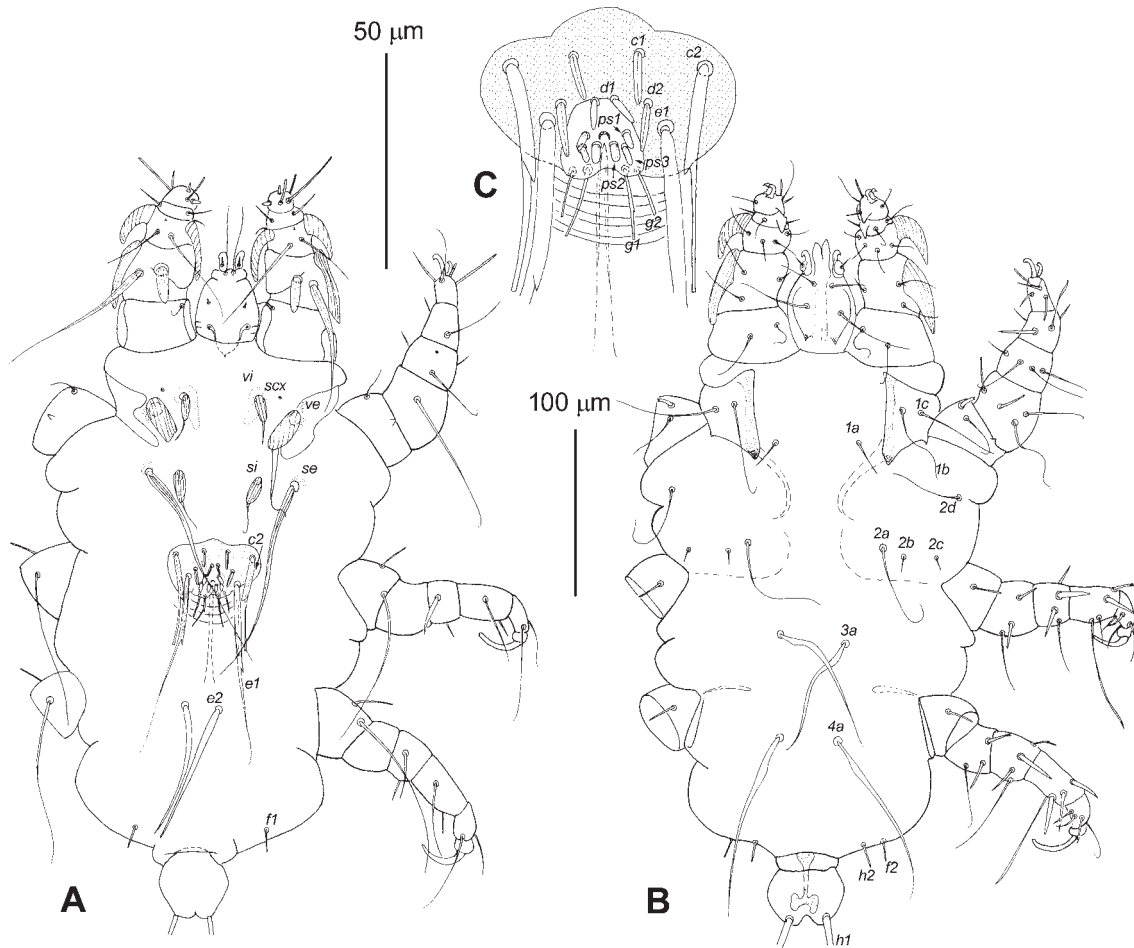 50 µm
c1
c2
d1
d2
e1
ps1
ps3
C
ps2
g2
g1
vi
scx
ve
100 µm
1c
1a
si
se
1b
2d
c2
2a 2b 2c
3a
e1
e2
4a
f1
h2 f2
A
B
h1